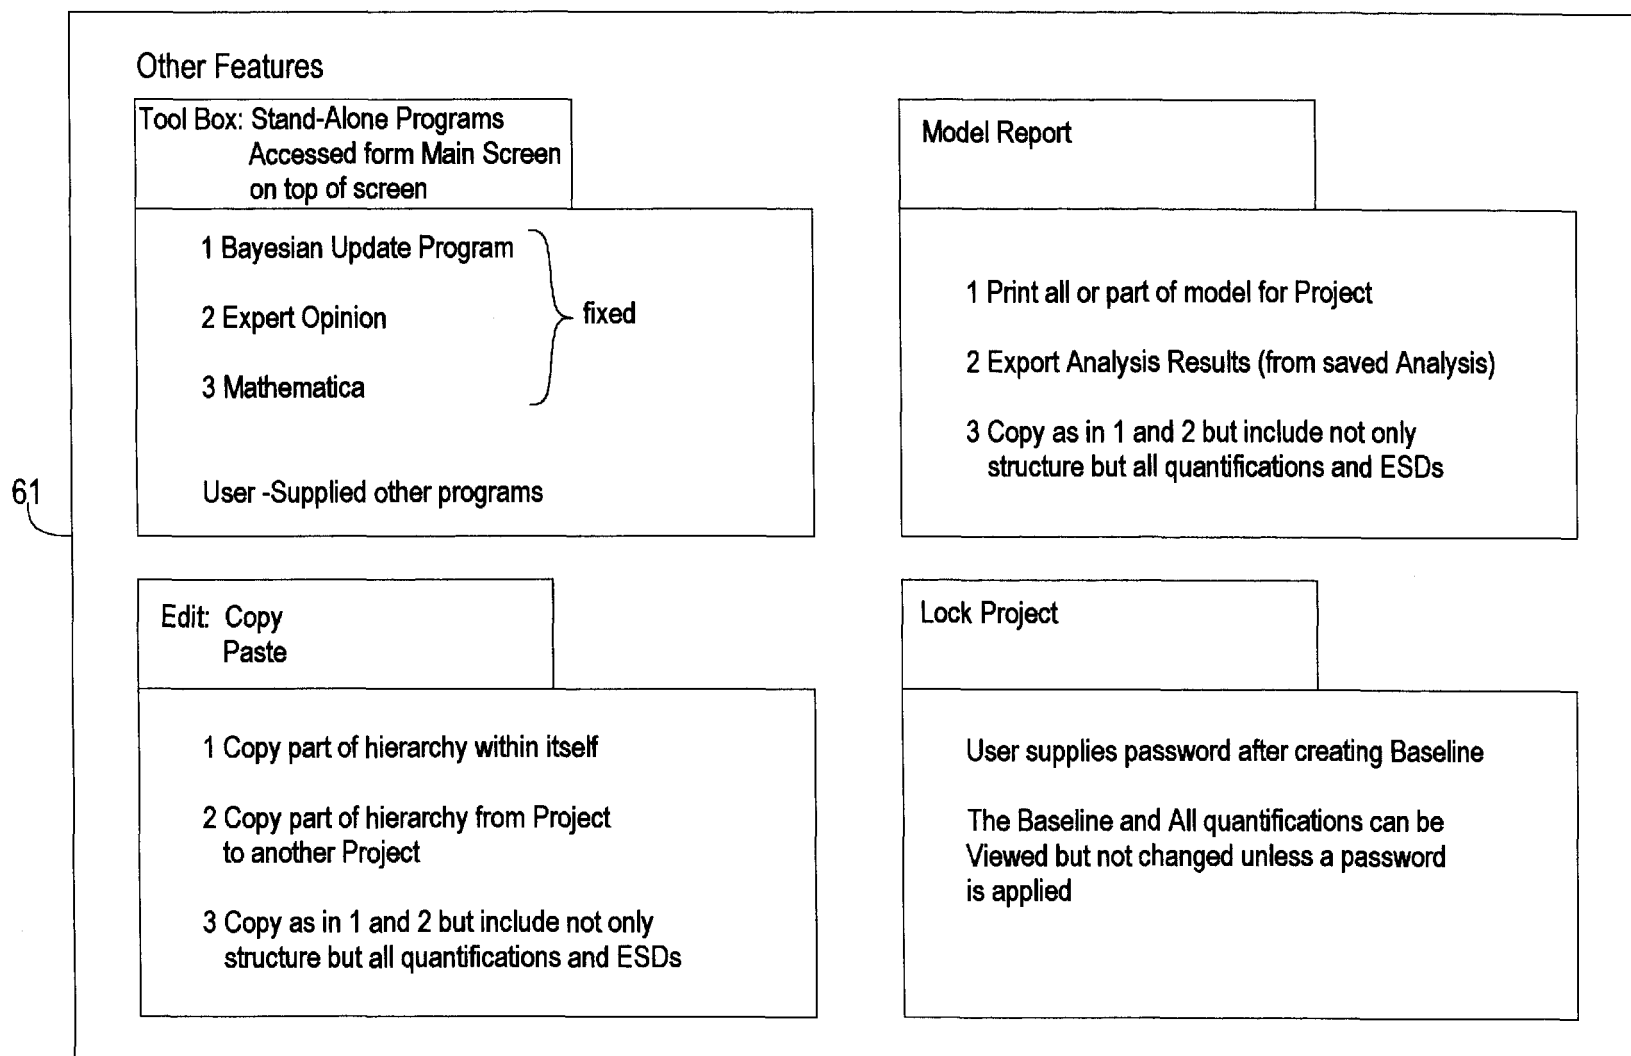 Other Features
Tool Box: Stand-Alone Programs
Accessed form Main Screen
on top of screen
1 Bayesian Update Program
2 Expert Opinion
3 Mathematica
fixed
User -Supplied other programs
Model Report
1 Print all or part of model for Project
2 Export Analysis Results (from saved Analysis)
3 Copy as in 1 and 2 but include not only
structure but all quantifications and ESDs
61
Edit: Copy
Paste
1 Copy part of hierarchy within itself
2 Copy part of hierarchy from Project
to another Project
3 Copy as in 1 and 2 but include not only
structure but all quantifications and ESDs
Lock Project
User supplies password after creating Baseline
The Baseline and All quantifications can be
Viewed but not changed unless a password
is applied